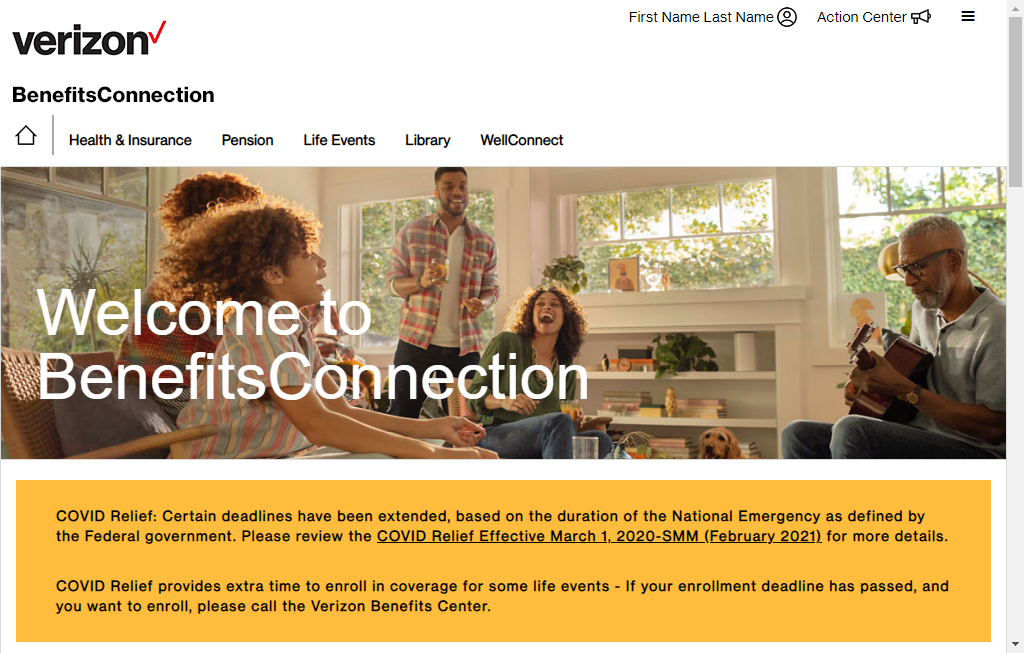 First Name Last Name Action Center
verizon
BenefitsConnection
Health & Insurance Pension Life Events Library WellConnect
Welcome to
BenefitsConnection
COVID Relief: Certain deadlines have been extended, based on the duration of the National Emergency as defined by
the Federal government. Please review the COVID Relief Effective March 1, 2020-SMM (February 2021) for more details.
COVID Relief provides extra time to enroll in coverage for some life events - If your enrollment deadline has passed, and
you want to enroll, please call the Verizon Benefits Center.